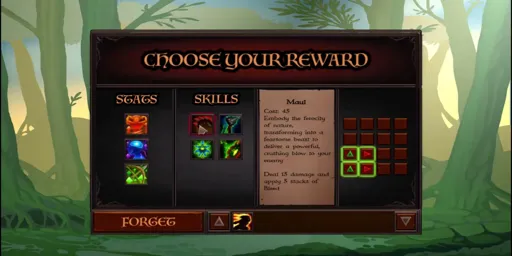 CHOOSE YOUR REWARD
STATS
SKILLS
Maul
Cost: 45
Embody the ferocity
of nature,
transforming into a
fearsome beast to
deliver a powerful,
crushing blow to your
enemy
Deal 15 damage and
apply 3 stacks of
FORGET